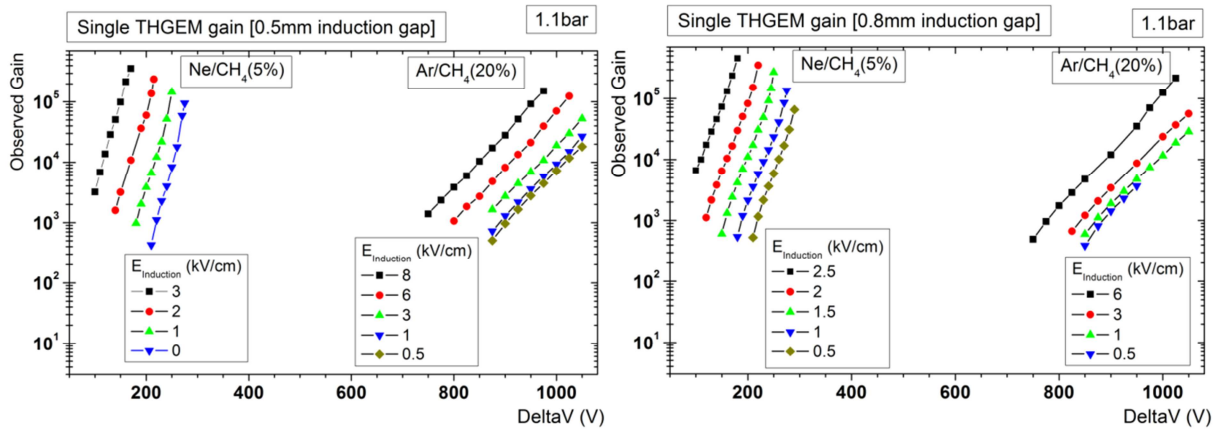 Single THGEM gain [0.5mm induction gap]
1.1bar
Ne/CH4(5%)
Ar/CH4(20%)
Observed Gain
10^5
10^4
10^3
10^2
10^1
E Induction (kV/cm)
3
2
1
0
E Induction (kV/cm)
8
6
3
1
0.5
200 400 600 800 1000
DeltaV (V)
Single THGEM gain [0.8mm induction gap]
1.1bar
Ne/CH4(5%)
Ar/CH4(20%)
Observed Gain
10^5
10^4
10^3
10^2
10^1
E Induction (kV/cm)
2.5
2
1.5
1
0.5
E Induction (kV/cm)
6
3
1
0.5
200 400 600 800 1000
DeltaV (V)